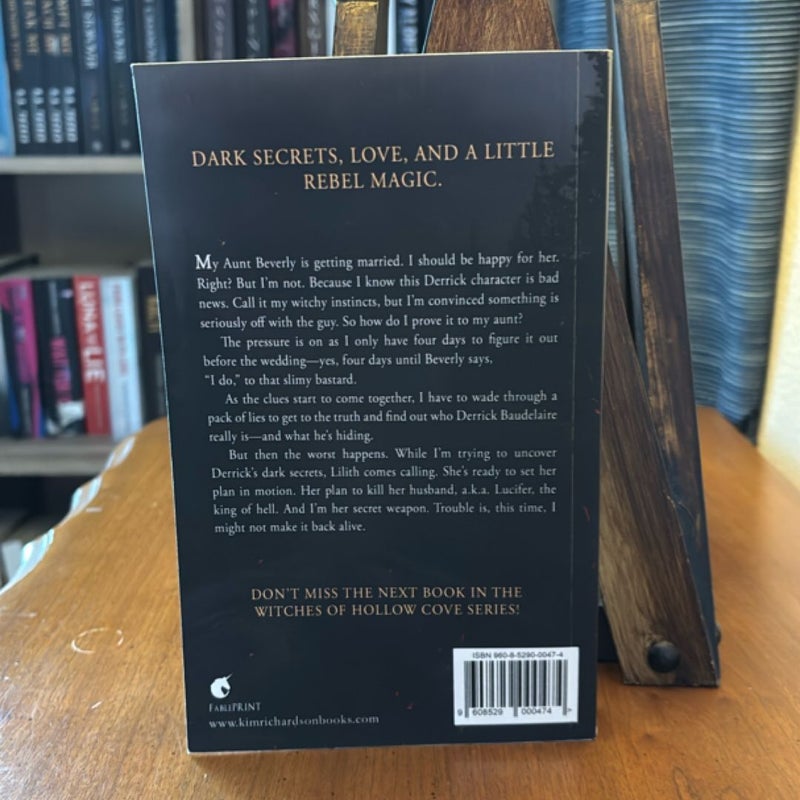 DARK SECRETS, LOVE, AND A LITTLE
REBEL MAGIC.
My Aunt Beverly is getting married. I should be happy for her.
Right? But I'm not. Because I know this Derrick character is bad
news. Call it my witchy instincts, but I'm convinced something is
seriously off with the guy. So how do I prove it to my aunt?
The pressure is on as I only have four days to figure it out
before the wedding—yes, four days until Beverly says,
"I do," to that slimy bastard.
As the clues start to come together, I have to wade through a
pack of lies to get to the truth and find out who Derrick Baudelaire
really is—and what he's hiding.
But then the worst happens. While I'm trying to uncover
Derrick's dark secrets, Lilith comes calling. She's ready to set her
plan in motion. Her plan to kill her husband, a.k.a. Lucifer, the
king of hell. And I'm her secret weapon. Trouble is, this time, I
might not make it back alive.
DON'T MISS THE NEXT BOOK IN THE
WITCHES OF HOLLOW COVE SERIES!
FABLEPRINT
www.kimrichardsonbooks.com
ISBN 960-8-5290-0047-4
9 608529 000474 >
LUNA
LIE